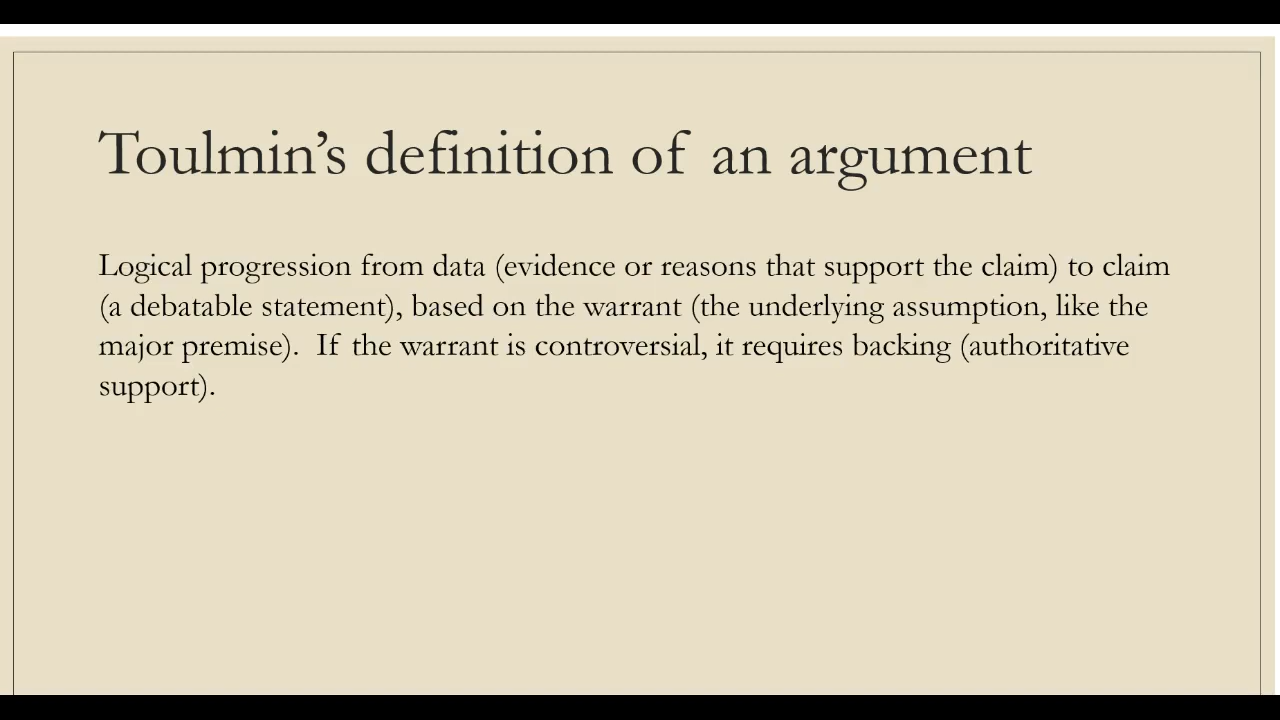 Toulmin’s definition of an argument
Logical progression from data (evidence or reasons that support the claim) to claim
(a debatable statement), based on the warrant (the underlying assumption, like the
major premise).  If the warrant is controversial, it requires backing (authoritative
support).